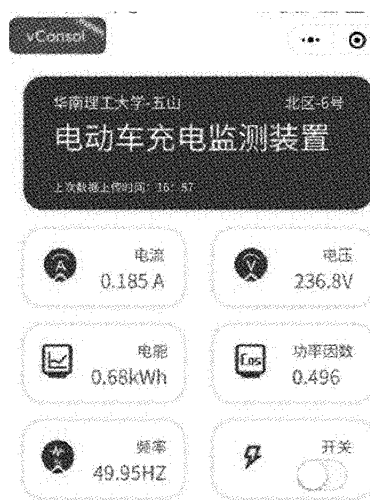 vConsol
华南理工大学-五山 北区-6号
电动车充电监测装置
上次数据上传时间：16：57
电流 电压
0.185 A 236.8V
电能 功率因数
0.68kWh 0.496
频率 开关
49.95HZ
A
V
Cos